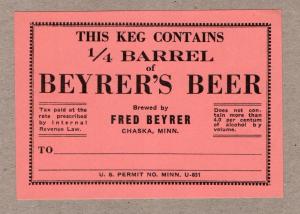 THIS KEG CONTAINS
1/4 BARREL
of
BEYRER'S BEER
Tax paid at the
rate prescribed
by Internal
Revenue Law.
Brewed by
FRED BEYRER
CHASKA, MINN.
Does not con-
tain more than
4.0 per centum
of alcohol by
volume.
TO
U. S. PERMIT NO. MINN. U-831